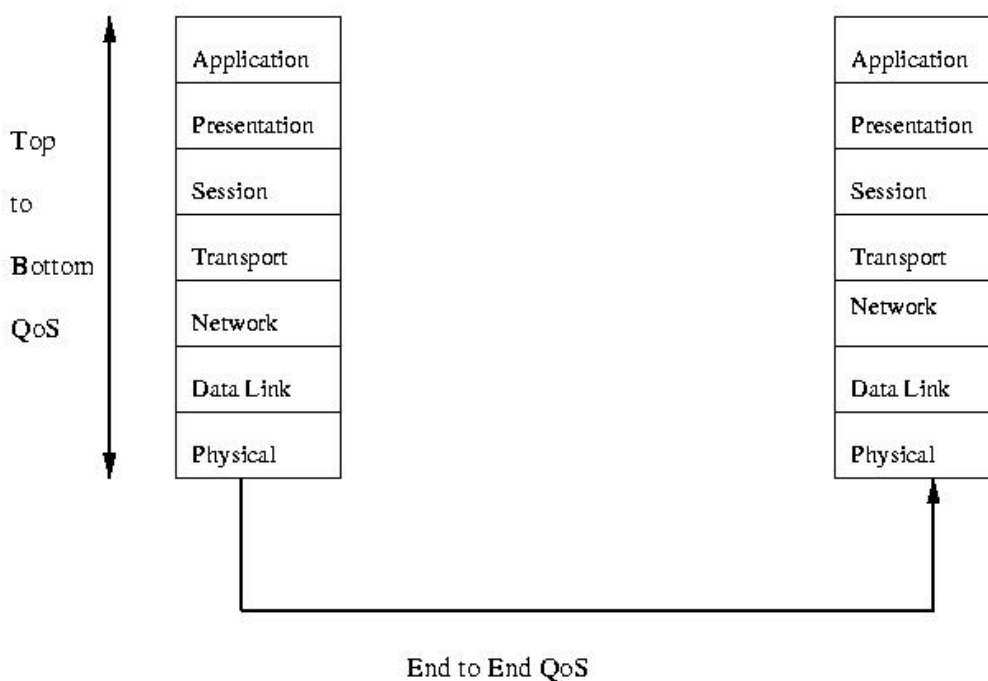 Top
to
Bottom
QoS
Application
Presentation
Session
Transport
Network
Data Link
Physical
Application
Presentation
Session
Transport
Network
Data Link
Physical
End to End QoS